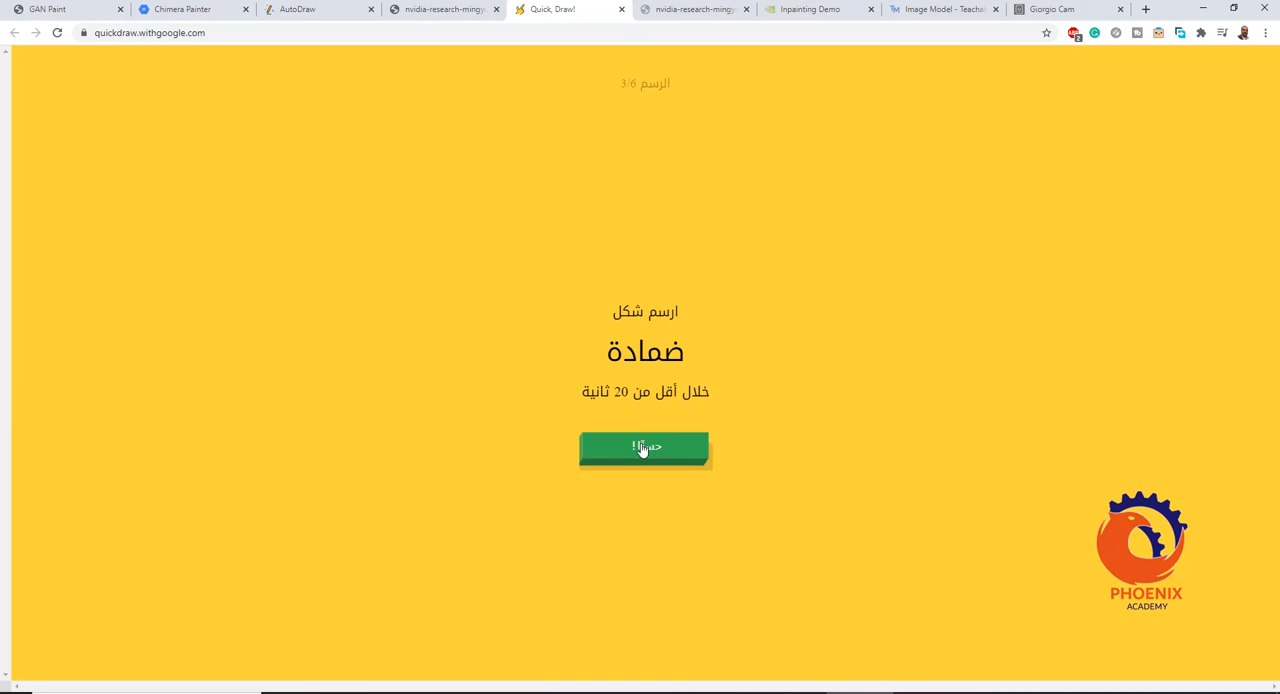 GAN Paint
Chimera Painter
AutoDraw
nvidia-research-mingy
Quick, Draw!
nvidia-research-mingy
Inpainting Demo
Image Model - Teacha
Giorgio Cam
quickdraw.withgoogle.com
الرسم 3/6
ارسم شكل
ضمادة
خلال أقل من 20 ثانية
PHOENIX
ACADEMY